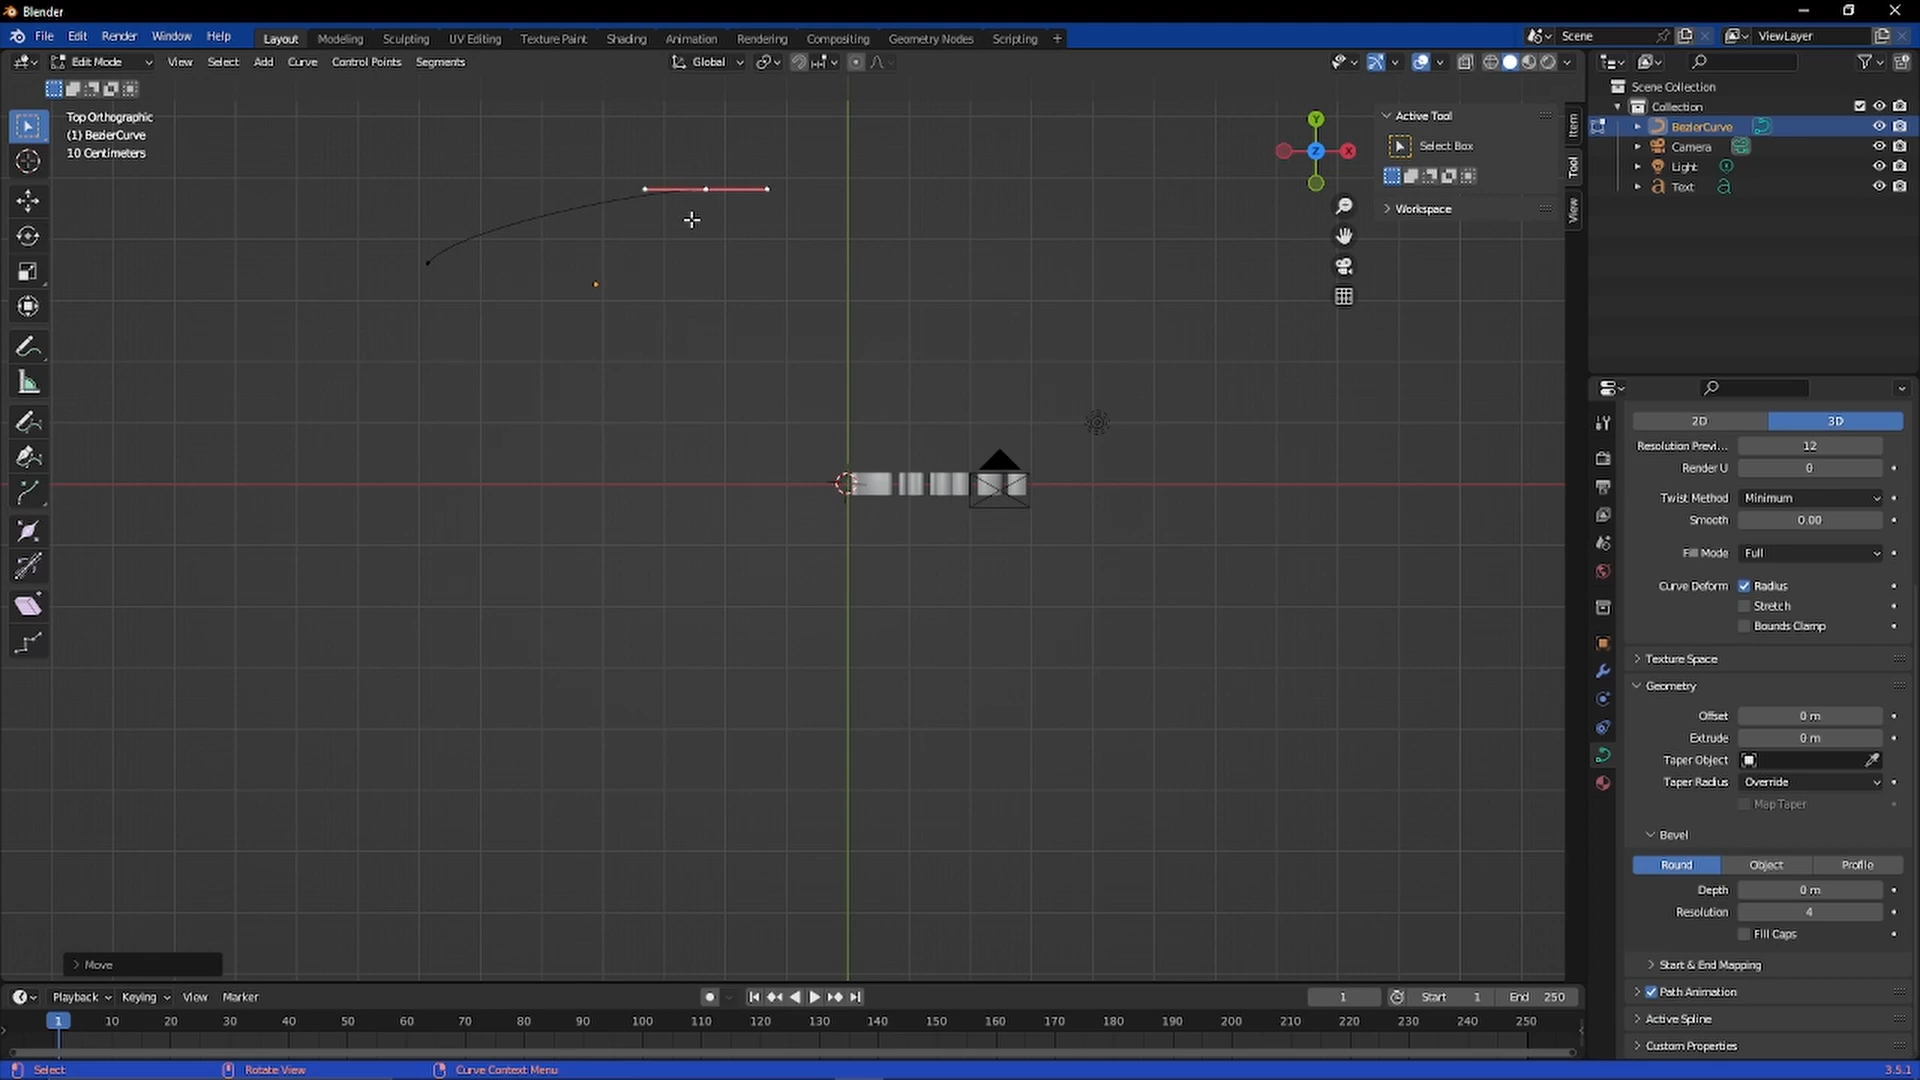 Blender
File Edit Render Window Help Layout Modeling Sculpting UV Editing Texture Paint Shading Animation Rendering Compositing Geometry Nodes Scripting + Scene ViewLayer
Edit Mode View Select Add Curve Control Points Segments Global
Top Orthographic
(1) BezierCurve
10 Centimeters
Y
Z
X
Active Tool
Select Box
Workspace
Item
Tool
View
Scene Collection
Collection
BezierCurve
Camera
Light
Text
2D 3D
Resolution Previ... 12
Render U 0
Twist Method Minimum
Smooth 0.00
Fill Mode Full
Curve Deform Radius
Stretch
Bounds Clamp
Texture Space
Geometry
Offset 0 m
Extrude 0 m
Taper Object
Taper Radius Override
Map Taper
Bevel
Round Object Profile
Depth 0 m
Resolution 4
Fill Caps
Start & End Mapping
Path Animation
Active Spline
Custom Properties
Move
Playback Keying View Marker 1 Start 1 End 250
1 10 20 30 40 50 60 70 80 90 100 110 120 130 140 150 160 170 180 190 200 210 220 230 240 250
Select Rotate View Curve Context Menu 3.5.1